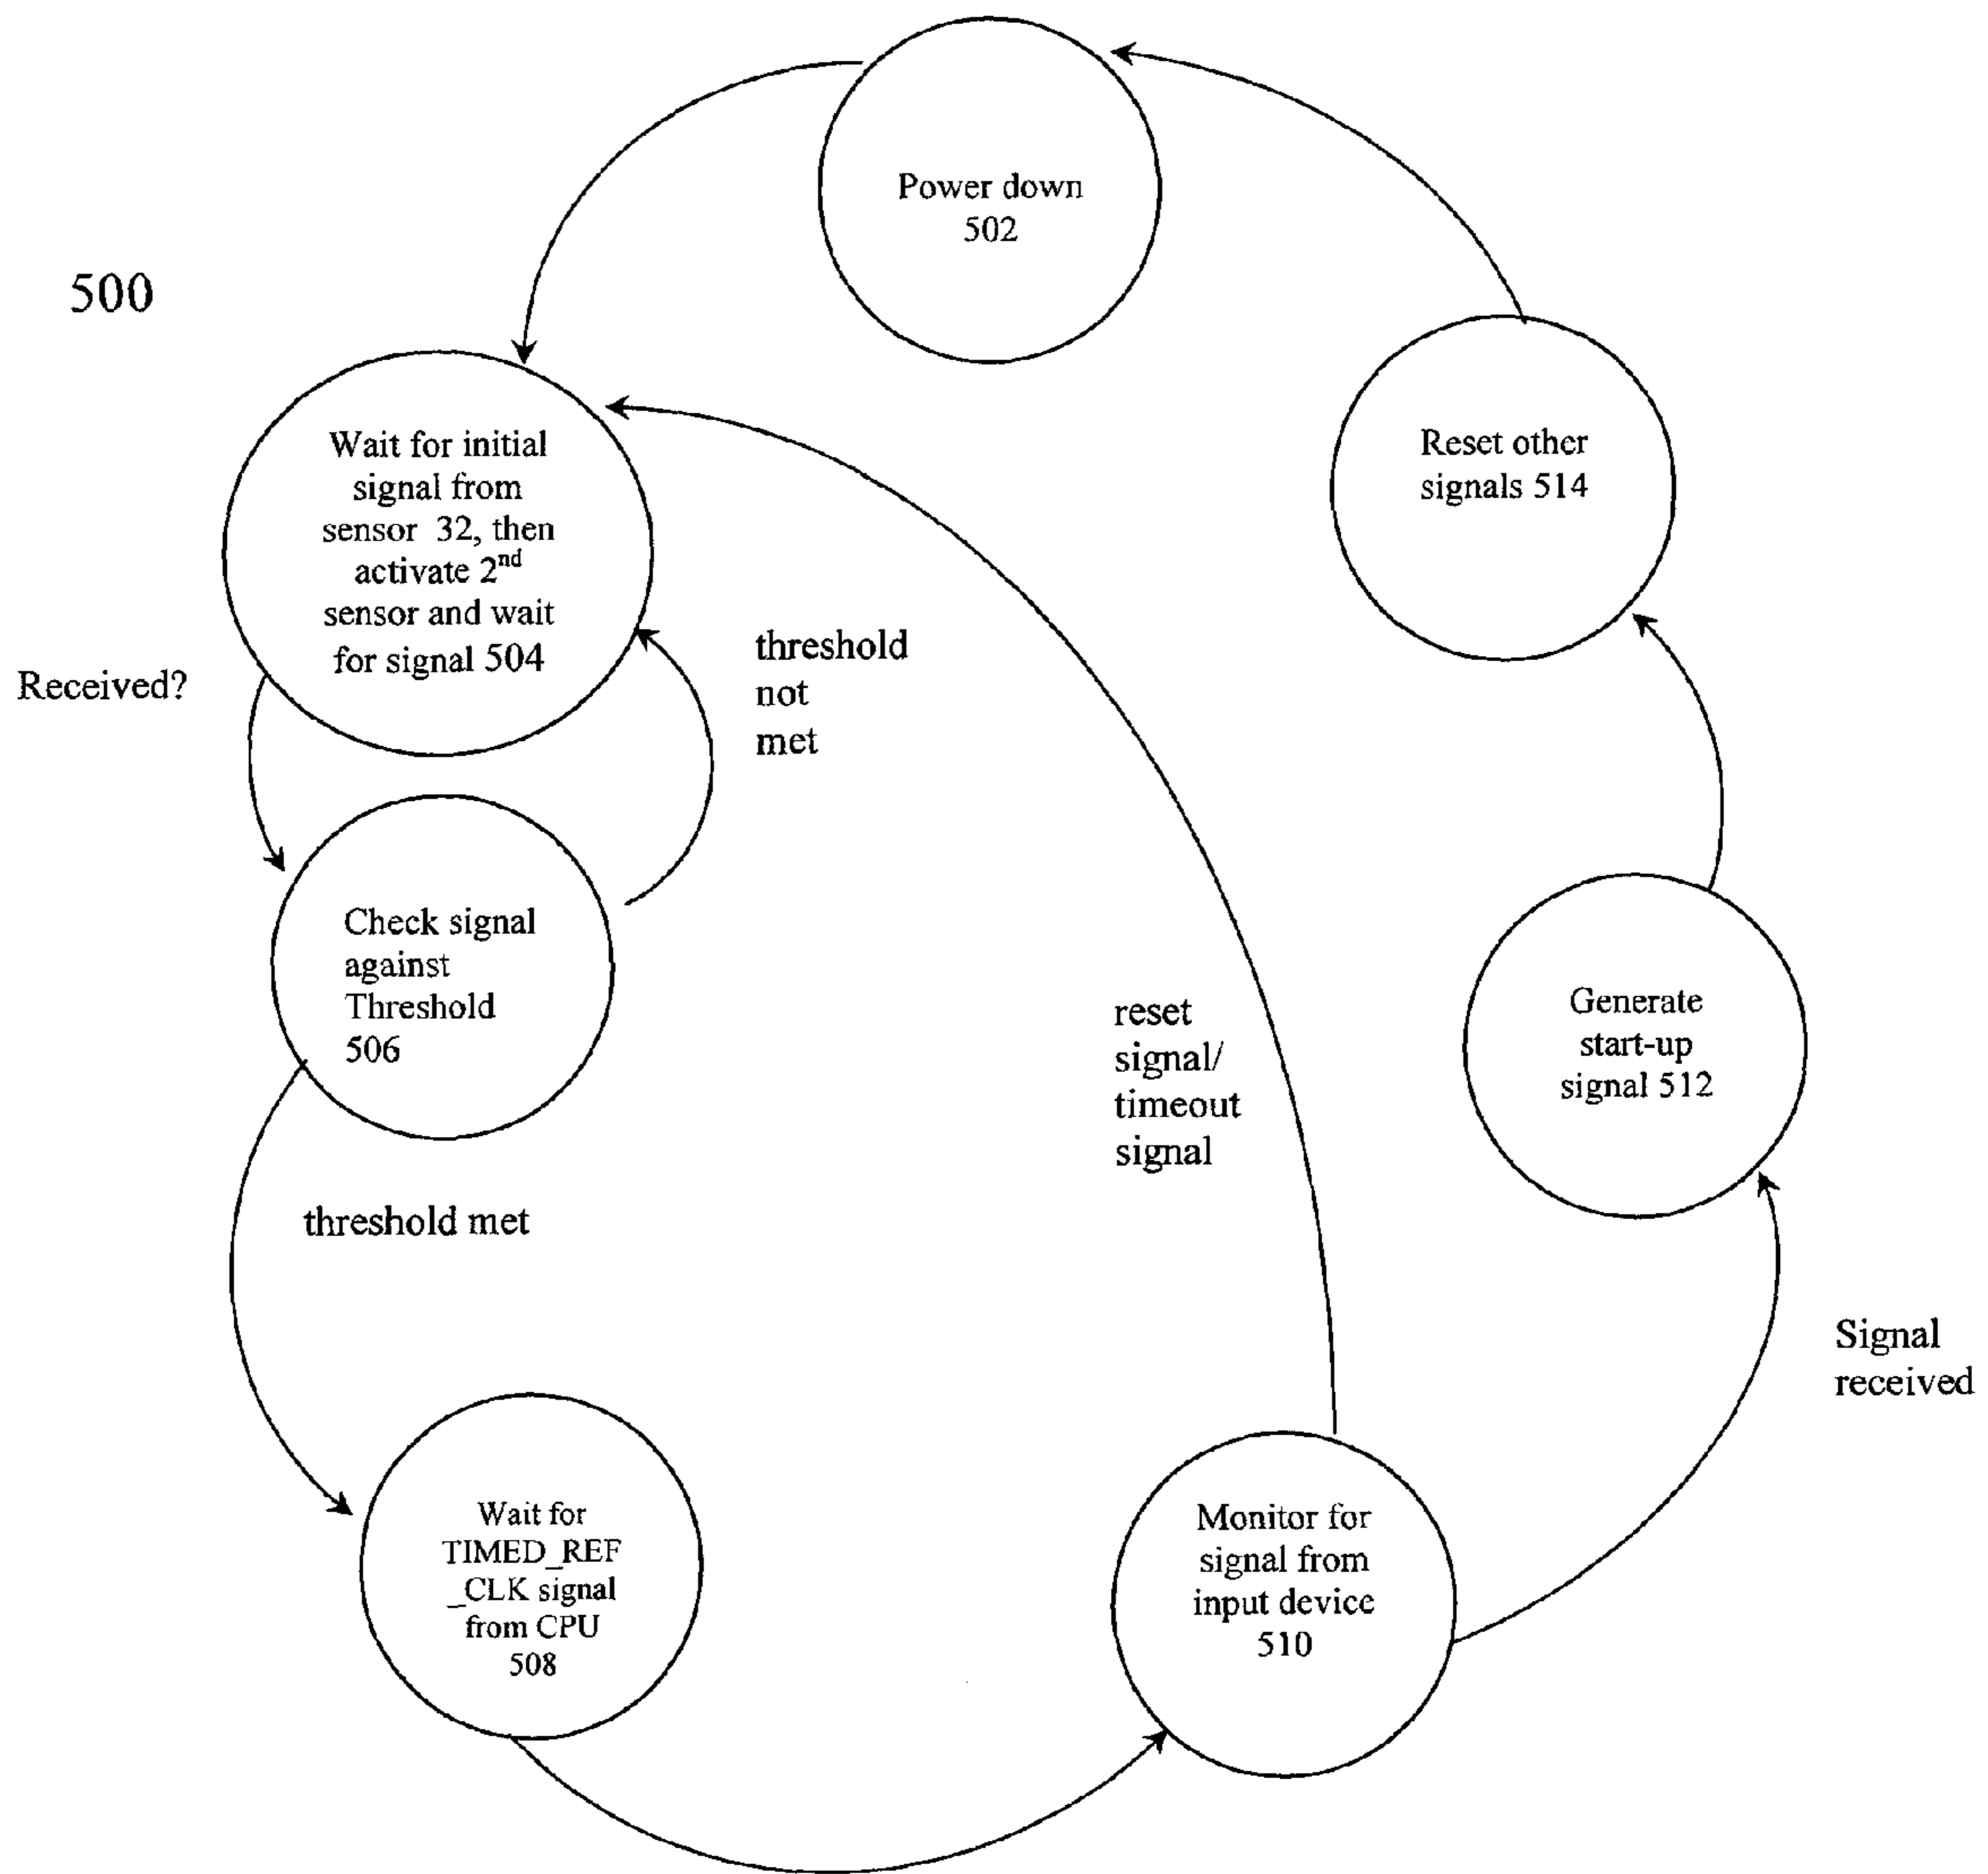 Power down
502
500
Wait for initial
signal from
sensor 32, then
activate 2nd
sensor and wait
for signal 504
Reset other
signals 514
Received?
threshold
not
met
Check signal
against
Threshold
506
reset
signal/
timeout
signal
Generate
start-up
signal 512
threshold met
Signal
received
Wait for
TIMED_REF
_CLK signal
from CPU
508
Monitor for
signal from
input device
510